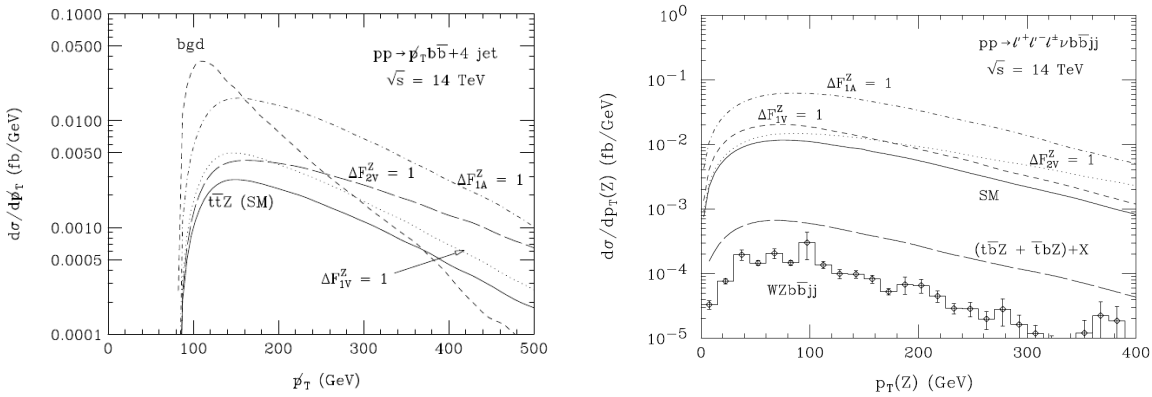 0.1000
0.0500
0.0100
0.0050
0.0010
0.0005
0.0001
dσ/dp̸_T (fb/GeV)
bgd
pp → p̸_T bb̅+4 jet
√s = 14 TeV
ΔF^Z_2V = 1
ΔF^Z_1A = 1
tt̅Z (SM)
ΔF^Z_1V = 1
0 100 200 300 400 500
p̸_T (GeV)
10^0
10^-1
10^-2
10^-3
10^-4
10^-5
dσ/dp_T(Z) (fb/GeV)
pp → ℓ'^+ℓ'^-ℓ^±νbb̅jj
√s = 14 TeV
ΔF^Z_1A = 1
ΔF^Z_1V = 1
ΔF^Z_2V = 1
SM
(tb̅Z + t̅bZ)+X
WZbb̅jj
0 100 200 300 400
p_T(Z) (GeV)